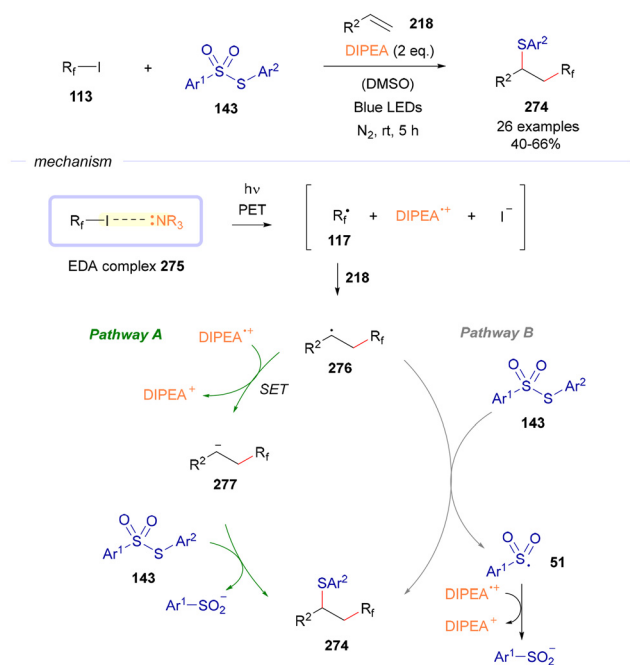 R² 218
DIPEA (2 eq.)
(DMSO)
Blue LEDs
N₂, rt, 5 h
Rf–I
113
+
O O
Ar¹ S S Ar²
143
SAr²
R² Rf
274
26 examples
40-66%
mechanism
Rf–I----:NR₃
EDA complex 275
hν
PET
Rf• + DIPEA•+ + I⁻
117
218
Pathway A
DIPEA•+
DIPEA⁺
SET
R² Rf
276
Pathway B
O O
Ar¹ S S Ar²
143
R² Rf
277
O O
Ar¹ S S Ar²
143
Ar¹-SO₂⁻
SAr²
R² Rf
274
O O
Ar¹ S•
51
DIPEA•+
DIPEA⁺
Ar¹-SO₂⁻